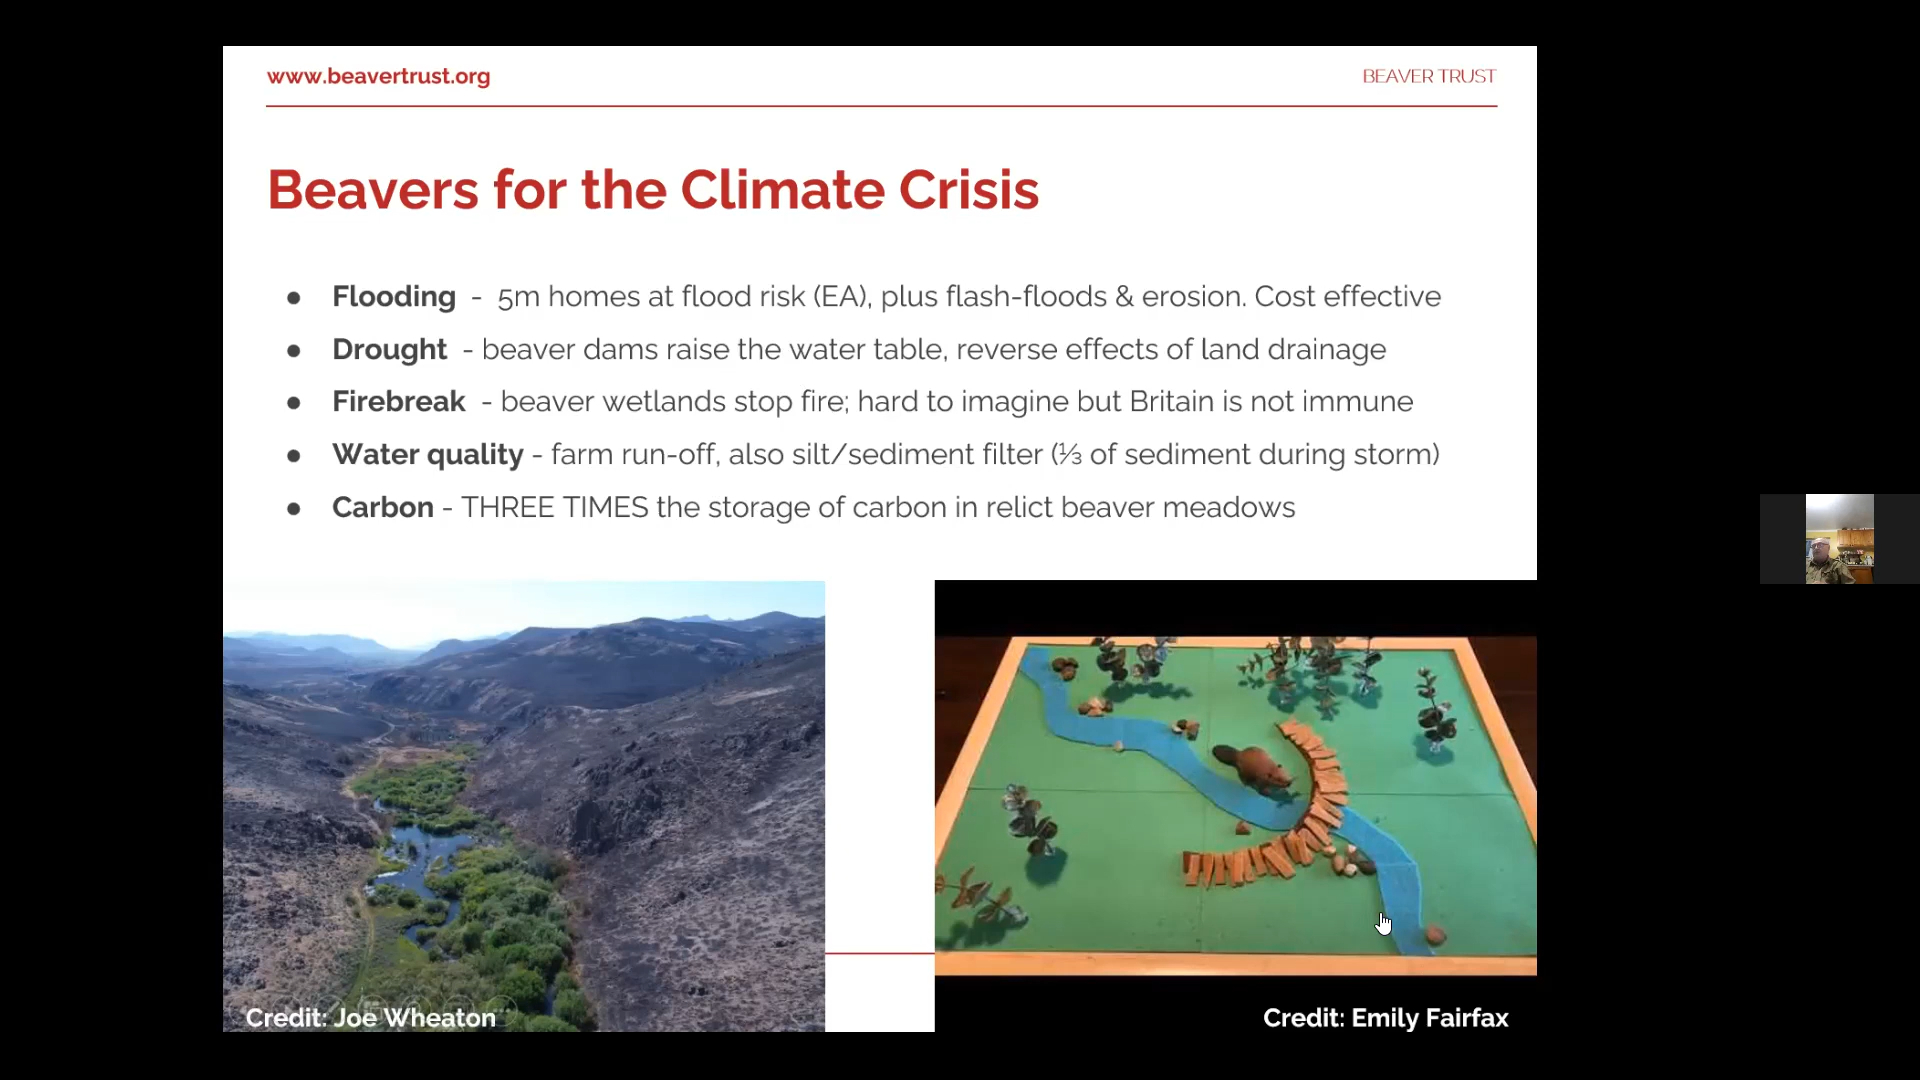 www.beavertrust.org
BEAVER TRUST
Beavers for the Climate Crisis
● Flooding - 5m homes at flood risk (EA), plus flash-floods & erosion. Cost effective
● Drought - beaver dams raise the water table, reverse effects of land drainage
● Firebreak - beaver wetlands stop fire; hard to imagine but Britain is not immune
● Water quality - farm run-off, also silt/sediment filter (⅓ of sediment during storm)
● Carbon - THREE TIMES the storage of carbon in relict beaver meadows
Credit: Joe Wheaton
Credit: Emily Fairfax